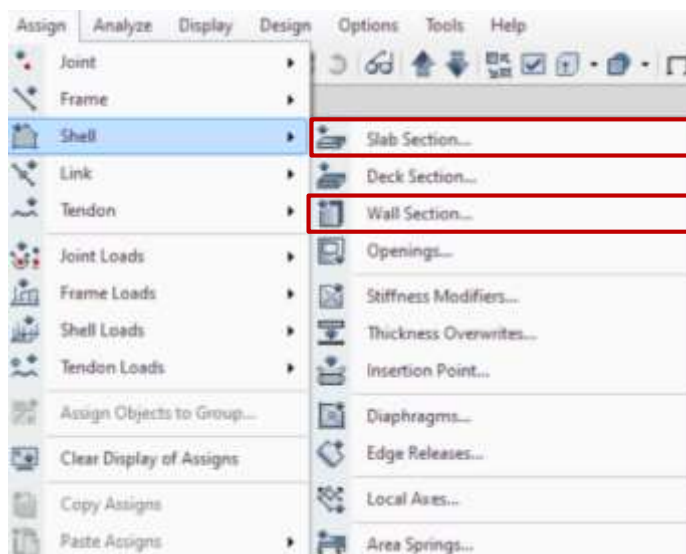 Assign Analyze Display Design Options Tools Help
Joint
Frame
Shell
Link
Tendon
Joint Loads
Frame Loads
Shell Loads
Tendon Loads
Assign Objects to Group...
Clear Display of Assigns
Copy Assigns
Paste Assigns
Slab Section...
Deck Section...
Wall Section...
Openings...
Stiffness Modifiers...
Thickness Overwrites...
Insertion Point...
Diaphragms...
Edge Releases...
Local Axes...
Area Springs...